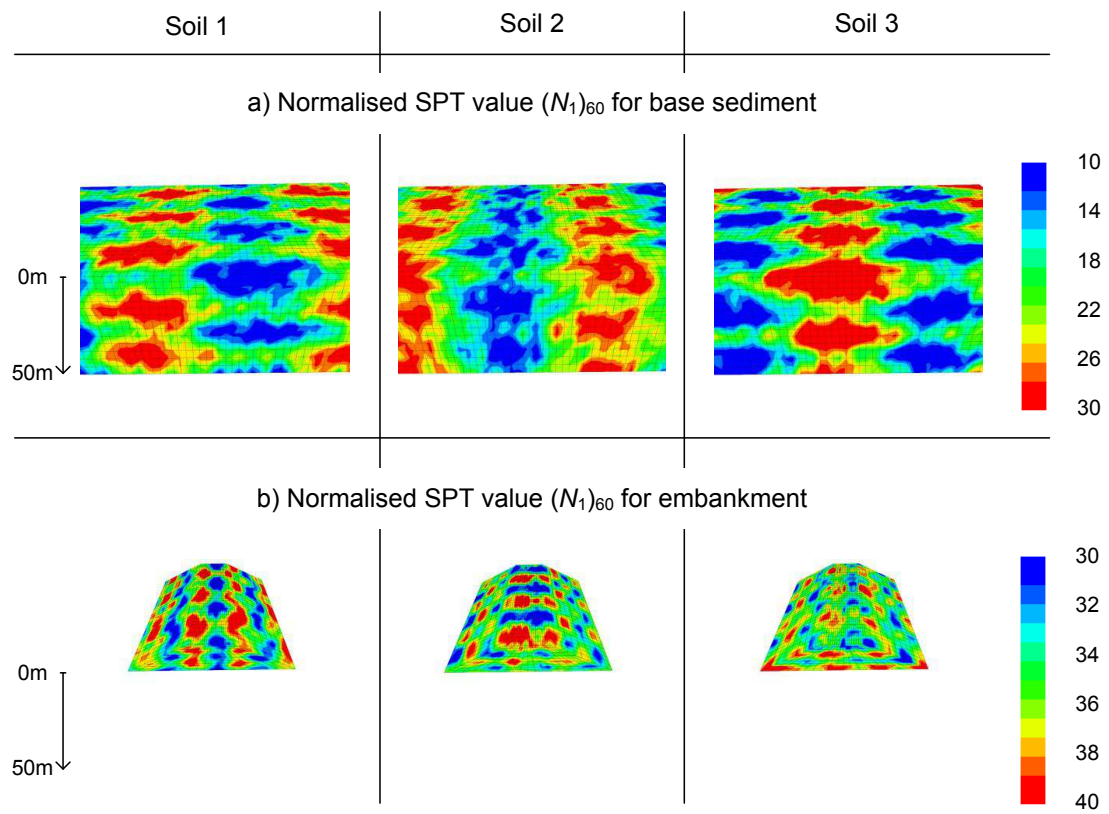 Soil 1 Soil 2 Soil 3
a) Normalised SPT value (N₁)₆₀ for base sediment
0m
50m
10
14
18
22
26
30
b) Normalised SPT value (N₁)₆₀ for embankment
0m
50m
30
32
34
36
38
40